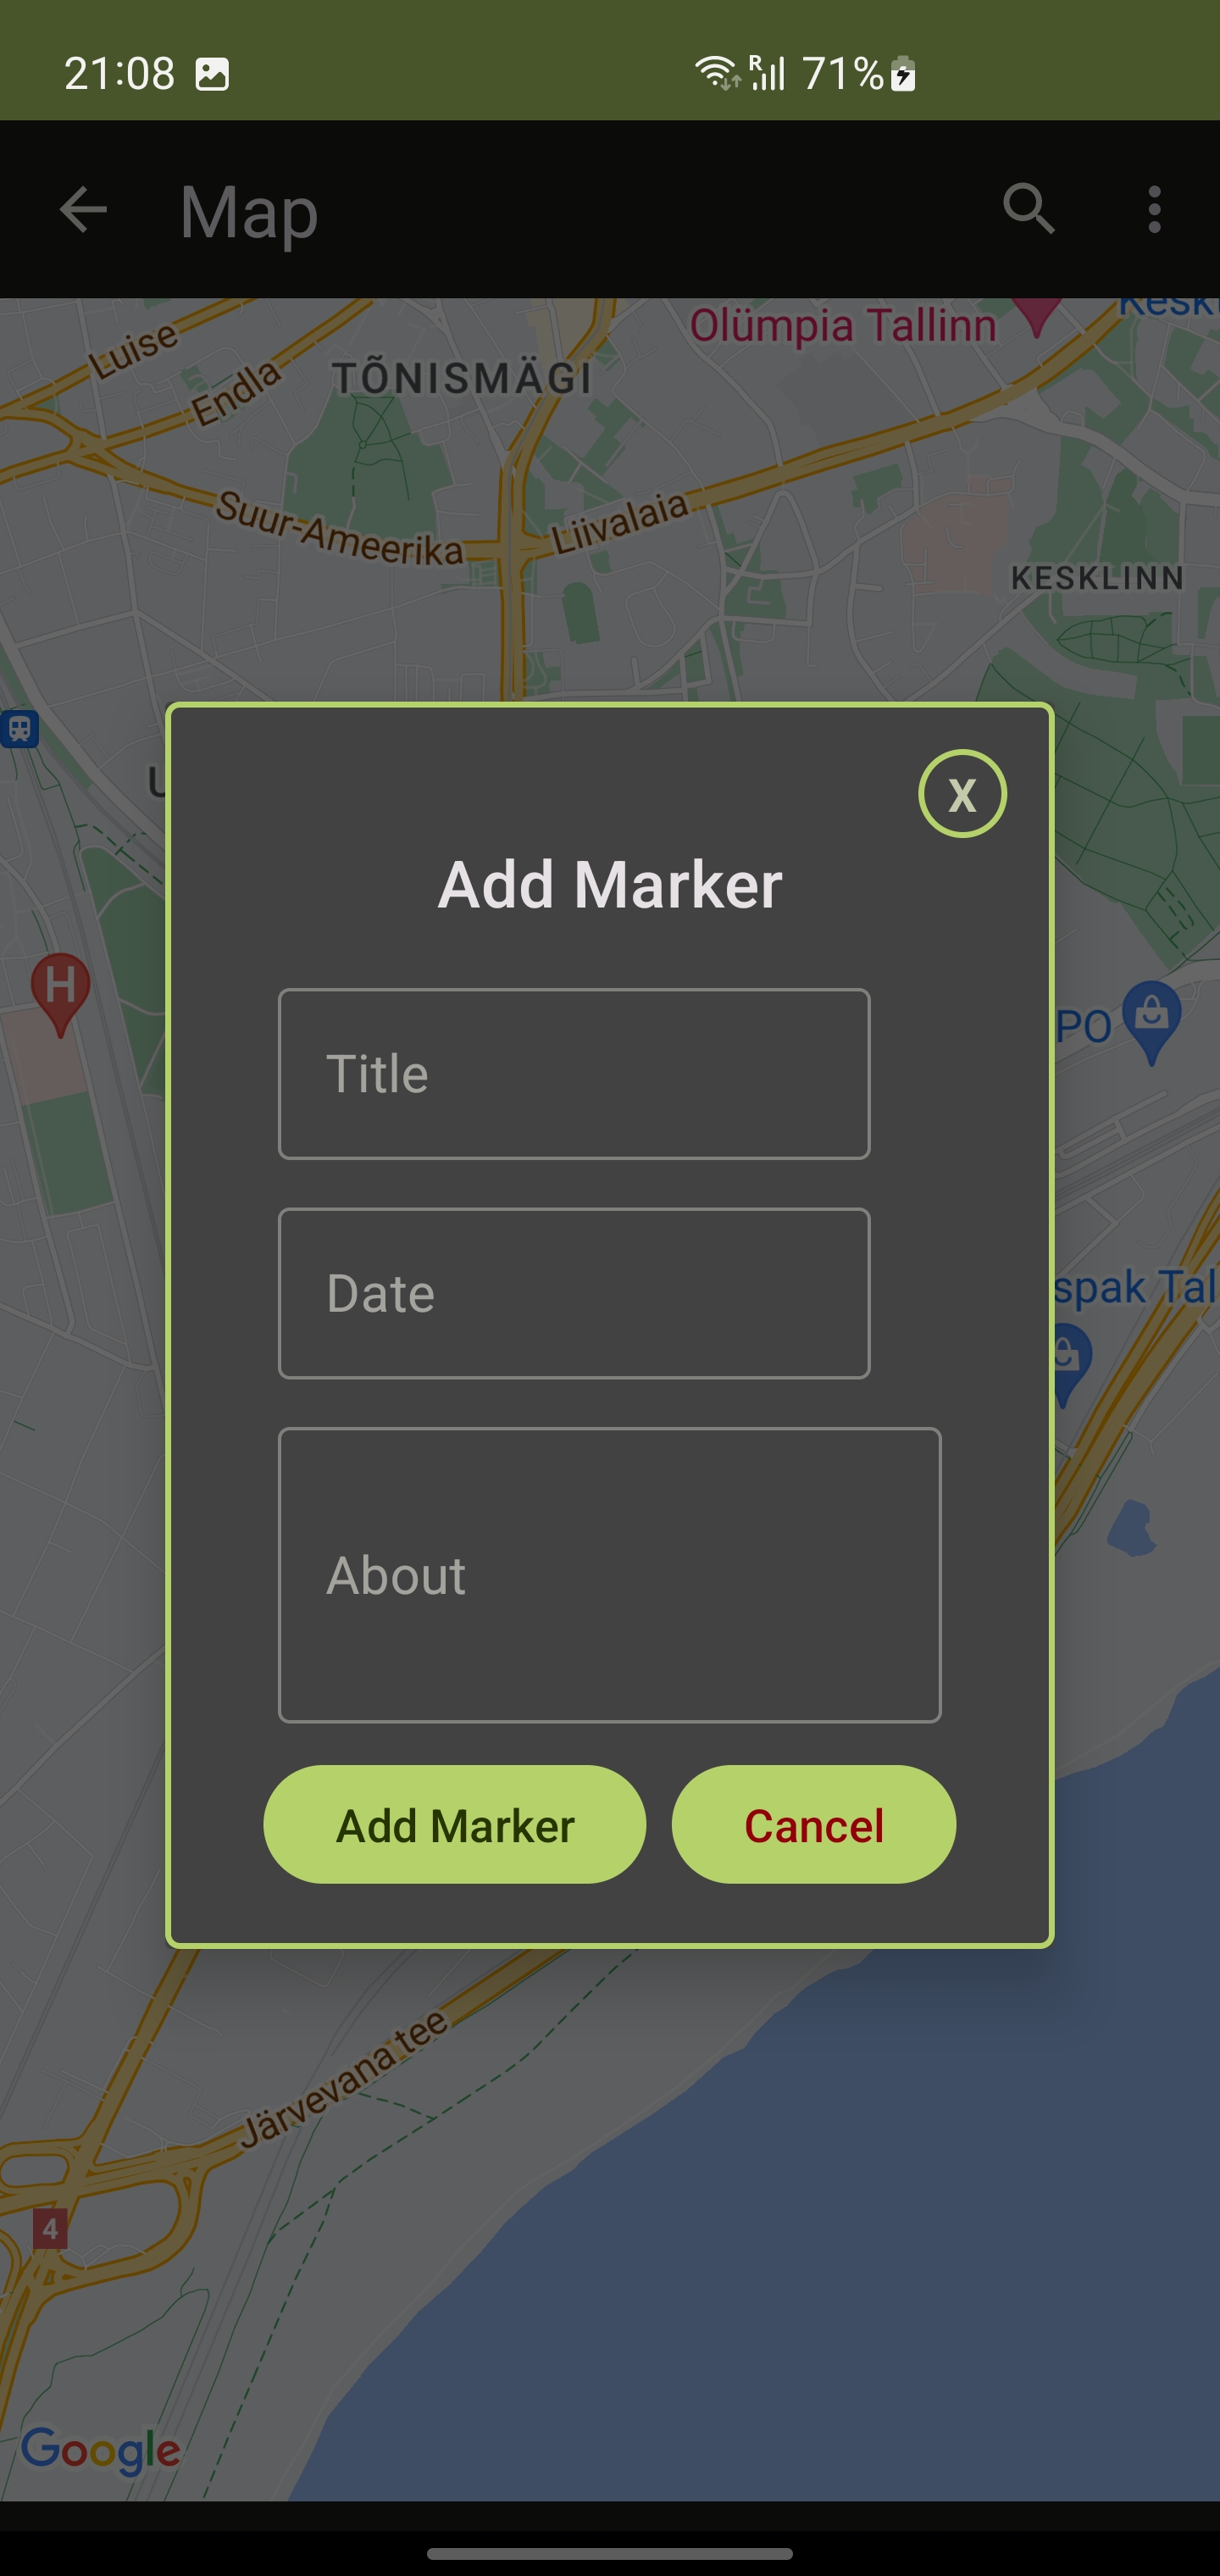 21:08
R 71%
Map
Olümpia Tallinn
Luise
Endla
TÕNISMÄGI
Suur-Ameerika
Liivalaia
KESKLINN
X
Add Marker
H
Title
PO
Date
spak Tal
About
Add Marker
Cancel
Järvevana tee
4
Google